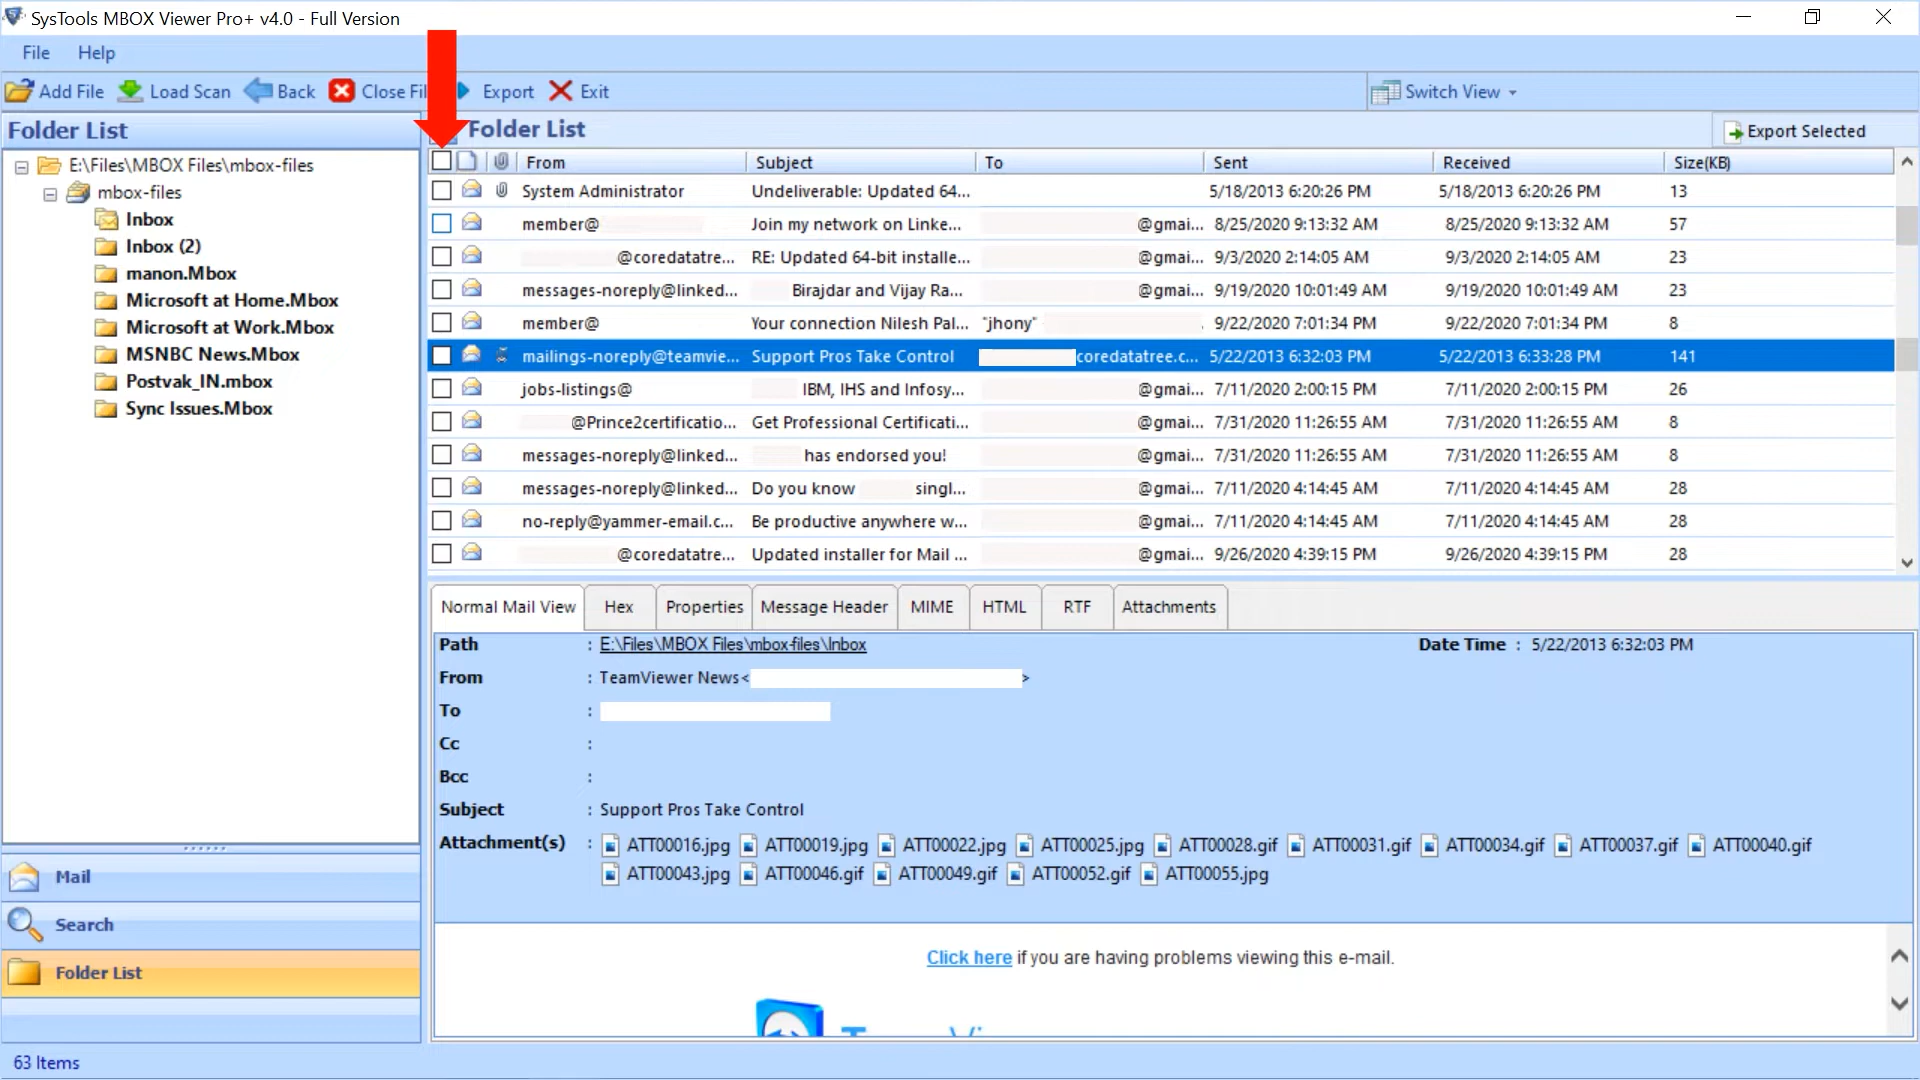 SysTools MBOX Viewer Pro+ v4.0 - Full Version
File Help
Add File Load Scan Back Close Export Exit Switch View
Folder List
E:\Files\MBOX Files\mbox-files
mbox-files
Inbox
Inbox (2)
manon.Mbox
Microsoft at Home.Mbox
Microsoft at Work.Mbox
MSNBC News.Mbox
Postvak_IN.mbox
Sync Issues.Mbox
Mail
Search
Folder List
Folder List Export Selected
From Subject To Sent Received Size(KB)
System Administrator Undeliverable: Updated 64... 5/18/2013 6:20:26 PM 5/18/2013 6:20:26 PM 13
member@ Join my network on Linke... @gmai... 8/25/2020 9:13:32 AM 8/25/2020 9:13:32 AM 57
@coredatatre... RE: Updated 64-bit installe... @gmai... 9/3/2020 2:14:05 AM 9/3/2020 2:14:05 AM 23
messages-noreply@linked... Birajdar and Vijay Ra... @gmai... 9/19/2020 10:01:49 AM 9/19/2020 10:01:49 AM 23
member@ Your connection Nilesh Pal... "jhony" 9/22/2020 7:01:34 PM 9/22/2020 7:01:34 PM 8
mailings-noreply@teamvie... Support Pros Take Control coredatatree.c... 5/22/2013 6:32:03 PM 5/22/2013 6:33:28 PM 141
jobs-listings@ IBM, IHS and Infosy... @gmai... 7/11/2020 2:00:15 PM 7/11/2020 2:00:15 PM 26
@Prince2certificatio... Get Professional Certificati... @gmai... 7/31/2020 11:26:55 AM 7/31/2020 11:26:55 AM 8
messages-noreply@linked... has endorsed you! @gmai... 7/31/2020 11:26:55 AM 7/31/2020 11:26:55 AM 8
messages-noreply@linked... Do you know singl... @gmai... 7/11/2020 4:14:45 AM 7/11/2020 4:14:45 AM 28
no-reply@yammer-email.c... Be productive anywhere w... @gmai... 7/11/2020 4:14:45 AM 7/11/2020 4:14:45 AM 28
@coredatatre... Updated installer for Mail ... @gmai... 9/26/2020 4:39:15 PM 9/26/2020 4:39:15 PM 28
Normal Mail View Hex Properties Message Header MIME HTML RTF Attachments
Path : E:\Files\MBOX Files\mbox-files\Inbox Date Time : 5/22/2013 6:32:03 PM
From : TeamViewer News< >
To :
Cc :
Bcc :
Subject : Support Pros Take Control
Attachment(s) : ATT00016.jpg ATT00019.jpg ATT00022.jpg ATT00025.jpg ATT00028.gif ATT00031.gif ATT00034.gif ATT00037.gif ATT00040.gif
ATT00043.jpg ATT00046.gif ATT00049.gif ATT00052.gif ATT00055.jpg
Click here if you are having problems viewing this e-mail.
63 Items